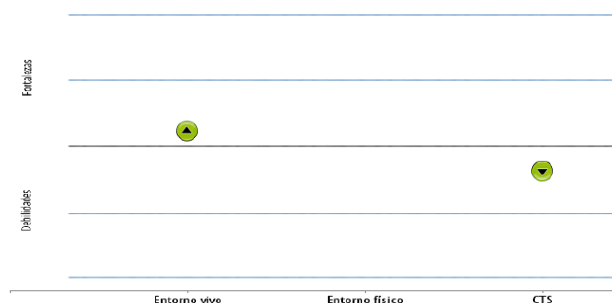 Fortalezas
Debilidades
Entorno vivo
Entorno físico
CTS